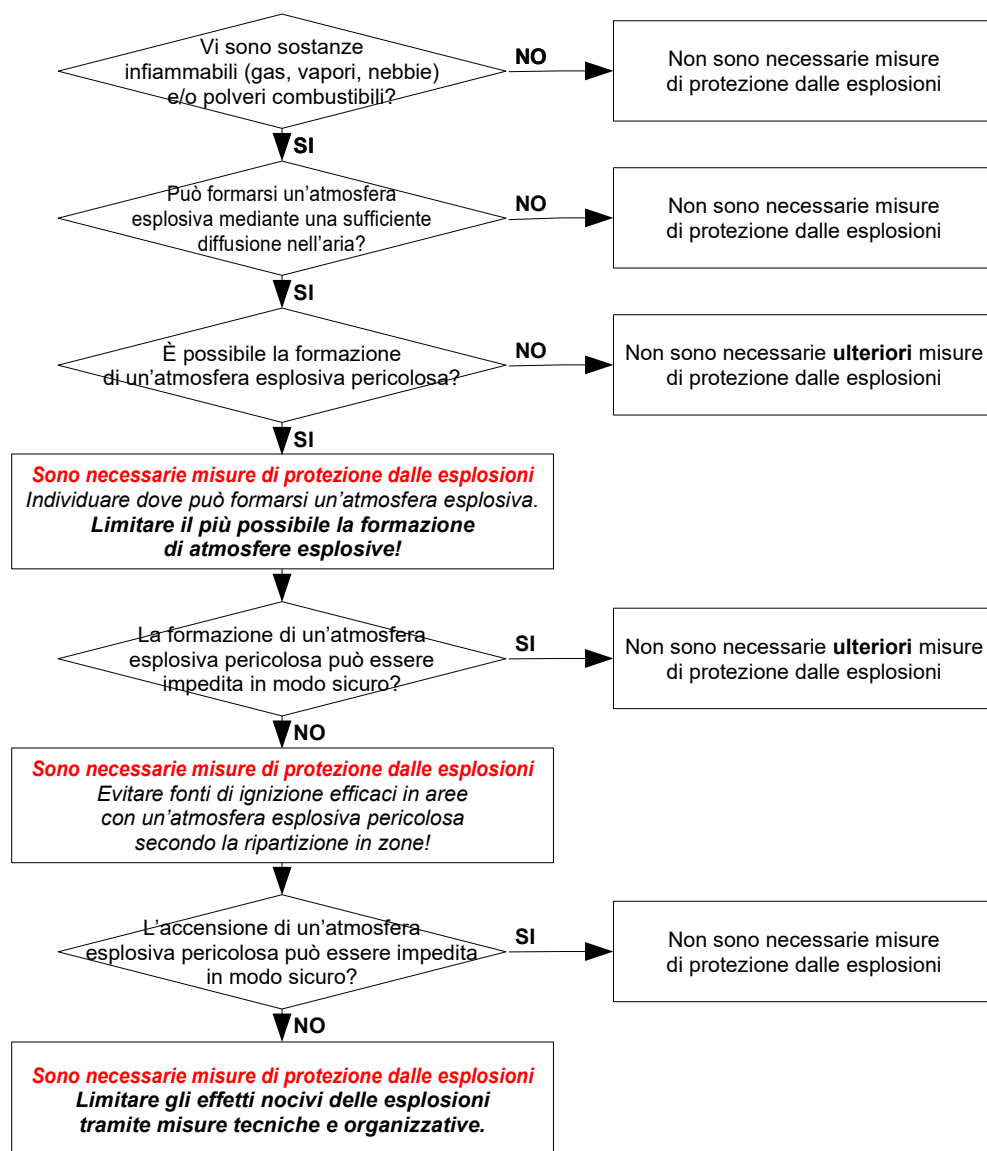 Vi sono sostanze
infiammabili (gas, vapori, nebbie)
e/o polveri combustibili?
NO
Non sono necessarie misure
di protezione dalle esplosioni
SI
Può formarsi un’atmosfera
esplosiva mediante una sufficiente
diffusione nell’aria?
NO
Non sono necessarie misure
di protezione dalle esplosioni
SI
È possibile la formazione
di un’atmosfera esplosiva pericolosa?
NO
Non sono necessarie ulteriori misure
di protezione dalle esplosioni
SI
Sono necessarie misure di protezione dalle esplosioni
Individuare dove può formarsi un’atmosfera esplosiva.
Limitare il più possibile la formazione
di atmosfere esplosive!
La formazione di un’atmosfera
esplosiva pericolosa può essere
impedita in modo sicuro?
SI
Non sono necessarie ulteriori misure
di protezione dalle esplosioni
NO
Sono necessarie misure di protezione dalle esplosioni
Evitare fonti di ignizione efficaci in aree
con un’atmosfera esplosiva pericolosa
secondo la ripartizione in zone!
L’accensione di un’atmosfera
esplosiva pericolosa può essere impedita
in modo sicuro?
SI
Non sono necessarie misure
di protezione dalle esplosioni
NO
Sono necessarie misure di protezione dalle esplosioni
Limitare gli effetti nocivi delle esplosioni
tramite misure tecniche e organizzative.